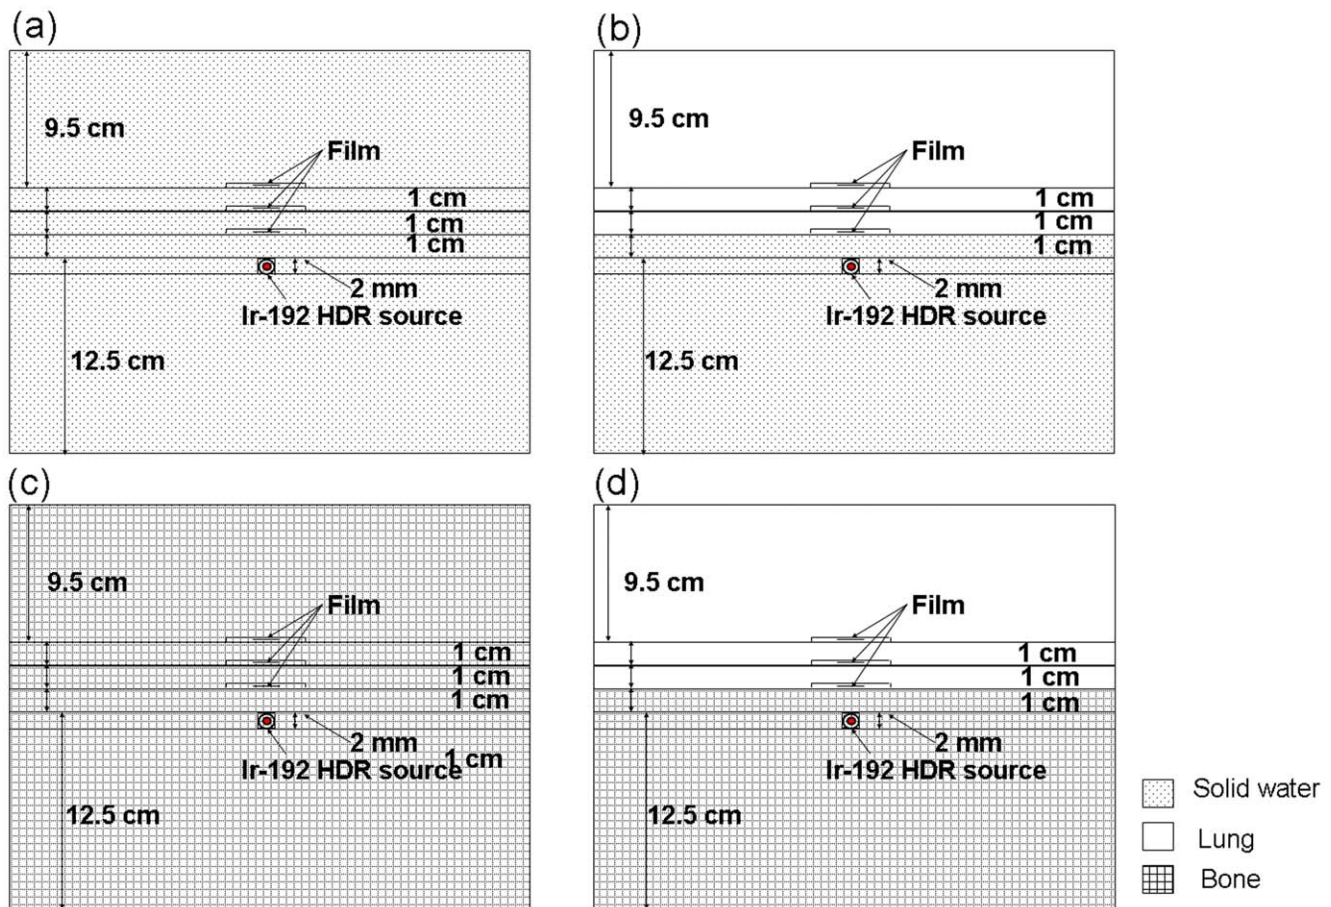 (a)
9.5 cm
Film
1 cm
1 cm
1 cm
2 mm
Ir-192 HDR source
12.5 cm
(b)
9.5 cm
Film
1 cm
1 cm
1 cm
2 mm
Ir-192 HDR source
12.5 cm
(c)
9.5 cm
Film
1 cm
1 cm
1 cm
2 mm
1 cm
Ir-192 HDR source
12.5 cm
(d)
9.5 cm
Film
1 cm
1 cm
1 cm
2 mm
Ir-192 HDR source
12.5 cm
Solid water
Lung
Bone